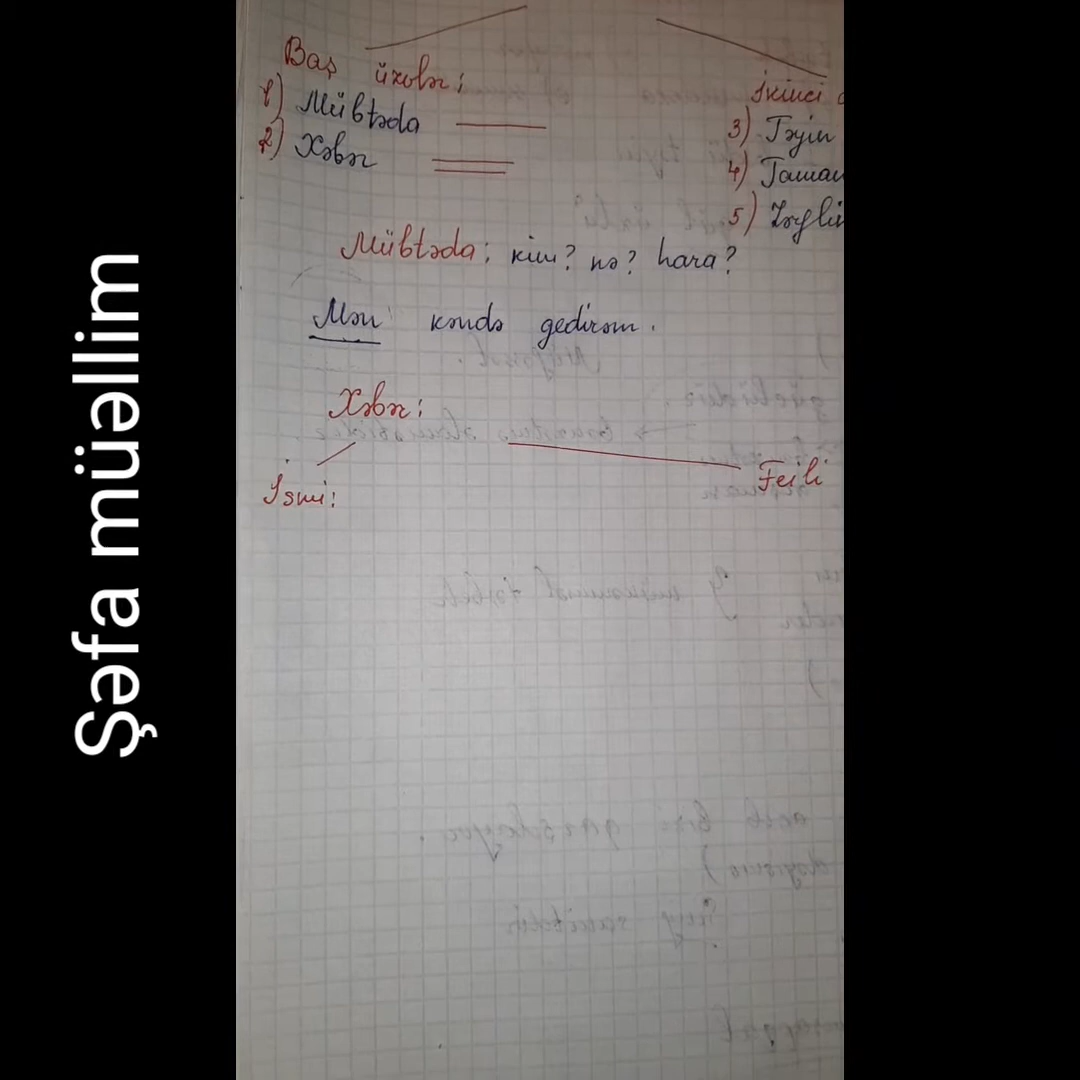 Şəfa müəllim
Baş üzvlər:
İkinci
1) Mübtəda
3) Təyin
2) Xəbər
4) Tamam
5) Zərfli
Mübtəda: kim? nə? hara?
Mən kəndə gedirəm.
Xəbər:
İsmi:
Feili